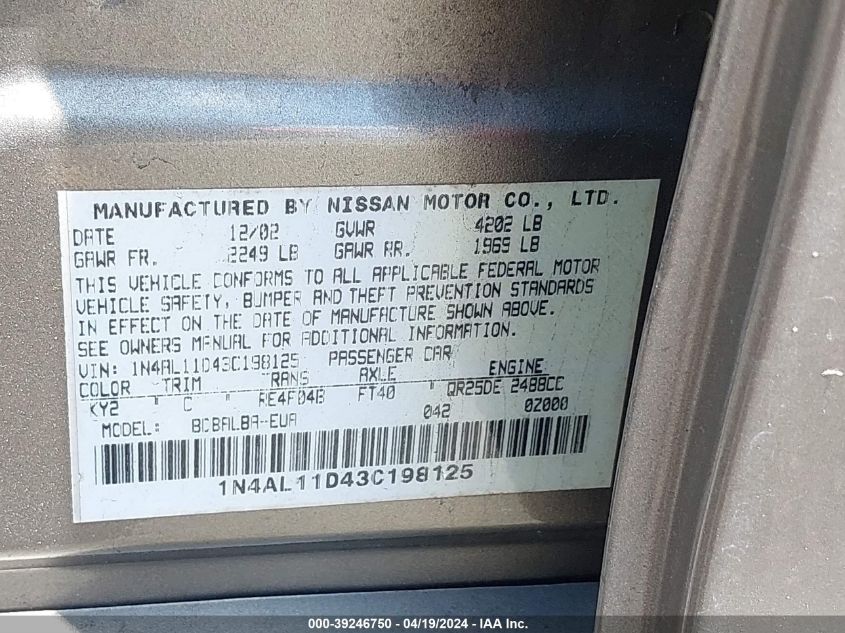 MANUFACTURED BY NISSAN MOTOR CO., LTD.
DATE 12/02 GVWR 4202 LB
GAWR FR. 2249 LB GAWR RR. 1969 LB
THIS VEHICLE CONFORMS TO ALL APPLICABLE FEDERAL MOTOR
VEHICLE SAFETY, BUMPER AND THEFT PREVENTION STANDARDS
IN EFFECT ON THE DATE OF MANUFACTURE SHOWN ABOVE.
SEE OWNERS MANUAL FOR ADDITIONAL INFORMATION.
VIN: 1N4AL11D43C198125 PASSENGER CAR
COLOR TRIM TRANS AXLE ENGINE
KY2 " C " RE4F04B FT40 " QR25DE 2488CC
MODEL: BCBALBA-EUA 042 0Z000
1N4AL11D43C198125
000-39246750 - 04/19/2024 - IAA, Inc.